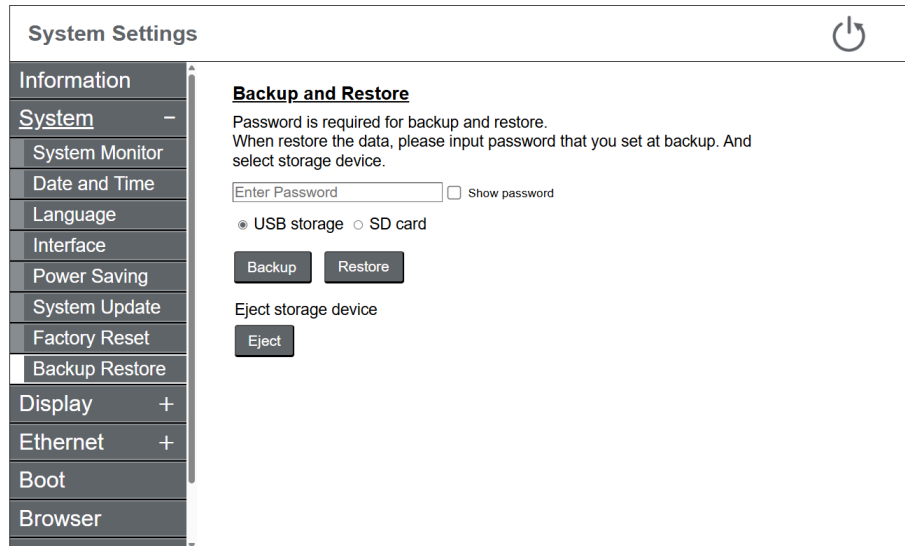 System Settings
Information
System −
System Monitor
Date and Time
Language
Interface
Power Saving
System Update
Factory Reset
Backup Restore
Display +
Ethernet +
Boot
Browser
Backup and Restore
Password is required for backup and restore.
When restore the data, please input password that you set at backup. And
select storage device.
Enter Password Show password
USB storage SD card
Backup Restore
Eject storage device
Eject